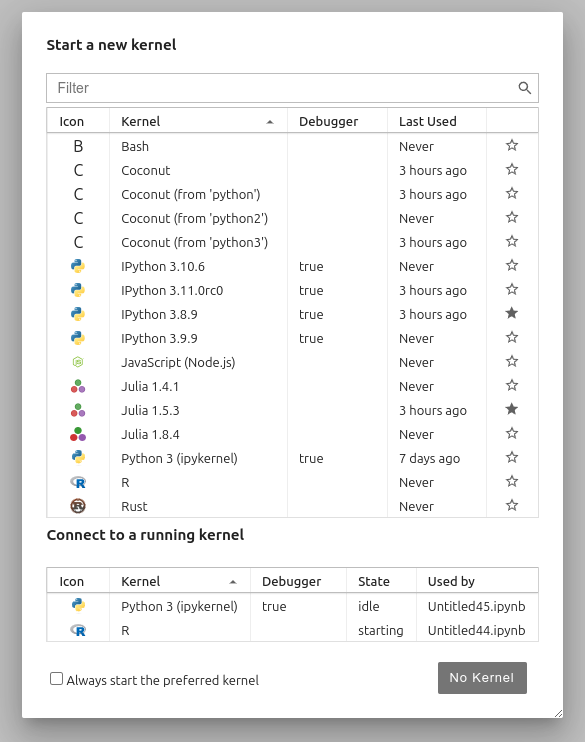 Start a new kernel
Filter
Icon Kernel Debugger Last Used
B Bash Never
C Coconut 3 hours ago
C Coconut (from 'python') 3 hours ago
C Coconut (from 'python2') Never
C Coconut (from 'python3') 3 hours ago
IPython 3.10.6 true Never
IPython 3.11.0rc0 true 3 hours ago
IPython 3.8.9 true 3 hours ago
IPython 3.9.9 true Never
JavaScript (Node.js) Never
Julia 1.4.1 Never
Julia 1.5.3 3 hours ago
Julia 1.8.4 Never
Python 3 (ipykernel) true 7 days ago
R R Never
R Rust Never
Connect to a running kernel
Icon Kernel Debugger State Used by
Python 3 (ipykernel) true idle Untitled45.ipynb
R R starting Untitled44.ipynb
Always start the preferred kernel
No Kernel